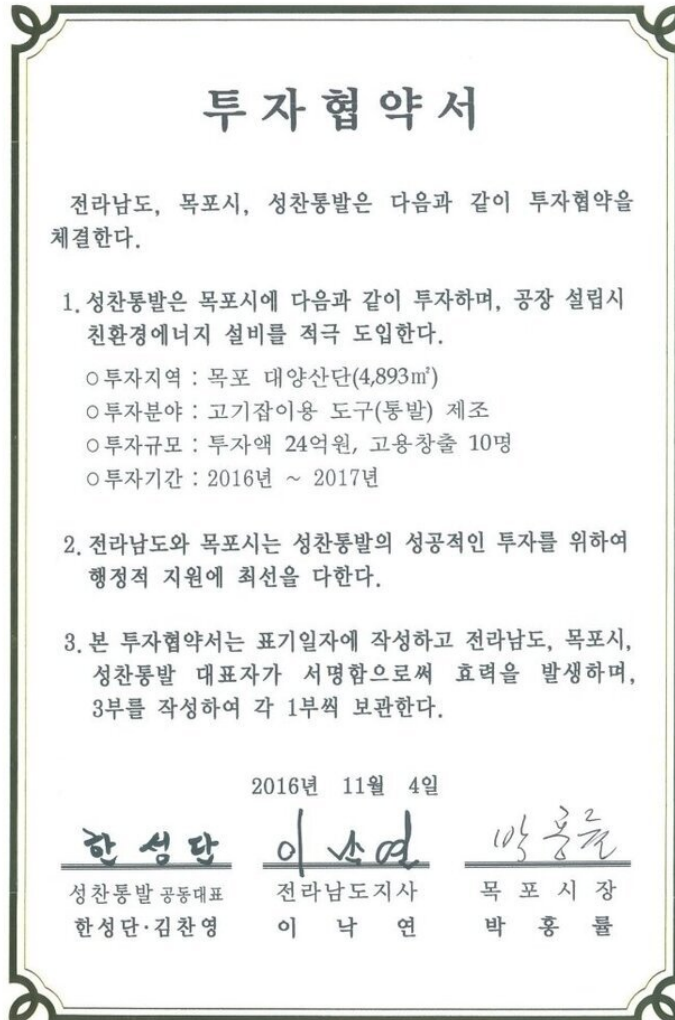 투자협약서
전라남도, 목포시, 성찬통발은 다음과 같이 투자협약을
체결한다.
1. 성찬통발은 목포시에 다음과 같이 투자하며, 공장 설립시
친환경에너지 설비를 적극 도입한다.
○투자지역 : 목포 대양산단(4,893㎡)
○투자분야 : 고기잡이용 도구(통발) 제조
○투자규모 : 투자액 24억원, 고용창출 10명
○투자기간 : 2016년 ~ 2017년
2. 전라남도와 목포시는 성찬통발의 성공적인 투자를 위하여
행정적 지원에 최선을 다한다.
3. 본 투자협약서는 표기일자에 작성하고 전라남도, 목포시,
성찬통발 대표자가 서명함으로써 효력을 발생하며,
3부를 작성하여 각 1부씩 보관한다.
2016년 11월 4일
한성단 이낙연 박홍률
성찬통발 공동대표 전라남도지사 목포시장
한성단·김찬영 이낙연 박홍률